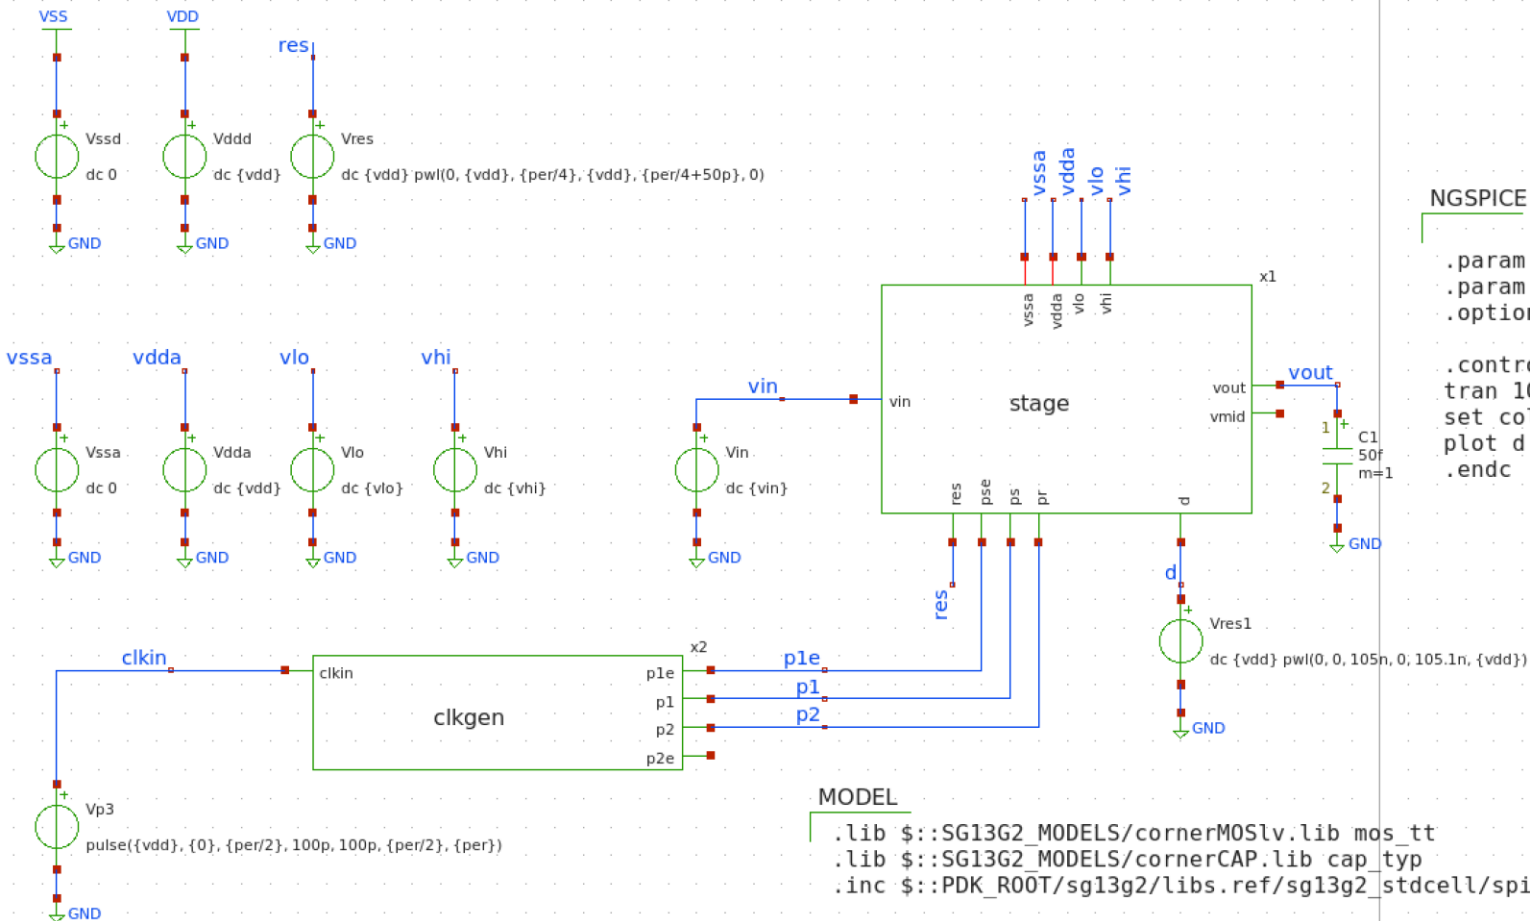 VSS
VDD
res
+
Vssd
dc 0
+
Vddd
dc {vdd}
+
Vres
dc {vdd} pwl(0, {vdd}, {per/4}, {vdd}, {per/4+50p}, 0)
GND
GND
GND
vssa
vdda
vlo
vhi
NGSPICE
.param
.param
.option
.contro
tran 10
set co
plot d
.endc
x1
vssa
vdda
vlo
vhi
vin
stage
vout
vmid
res
pse
ps
pr
d
vout
1
+
C1
50f
m=1
2
GND
vssa
vdda
vlo
vhi
vin
+
Vssa
dc 0
+
Vdda
dc {vdd}
+
Vlo
dc {vlo}
+
Vhi
dc {vhi}
+
Vin
dc {vin}
GND
GND
GND
GND
GND
res
d
+
Vres1
dc {vdd} pwl(0, 0, 105n, 0, 105.1n, {vdd})
GND
clkin
x2
clkin
clkgen
p1e
p1
p2
p2e
p1e
p1
p2
+
Vp3
pulse({vdd}, {0}, {per/2}, 100p, 100p, {per/2}, {per})
GND
MODEL
.lib $::SG13G2_MODELS/cornerMOSlv.lib mos_tt
.lib $::SG13G2_MODELS/cornerCAP.lib cap_typ
.inc $::PDK_ROOT/sg13g2/libs.ref/sg13g2_stdcell/spi